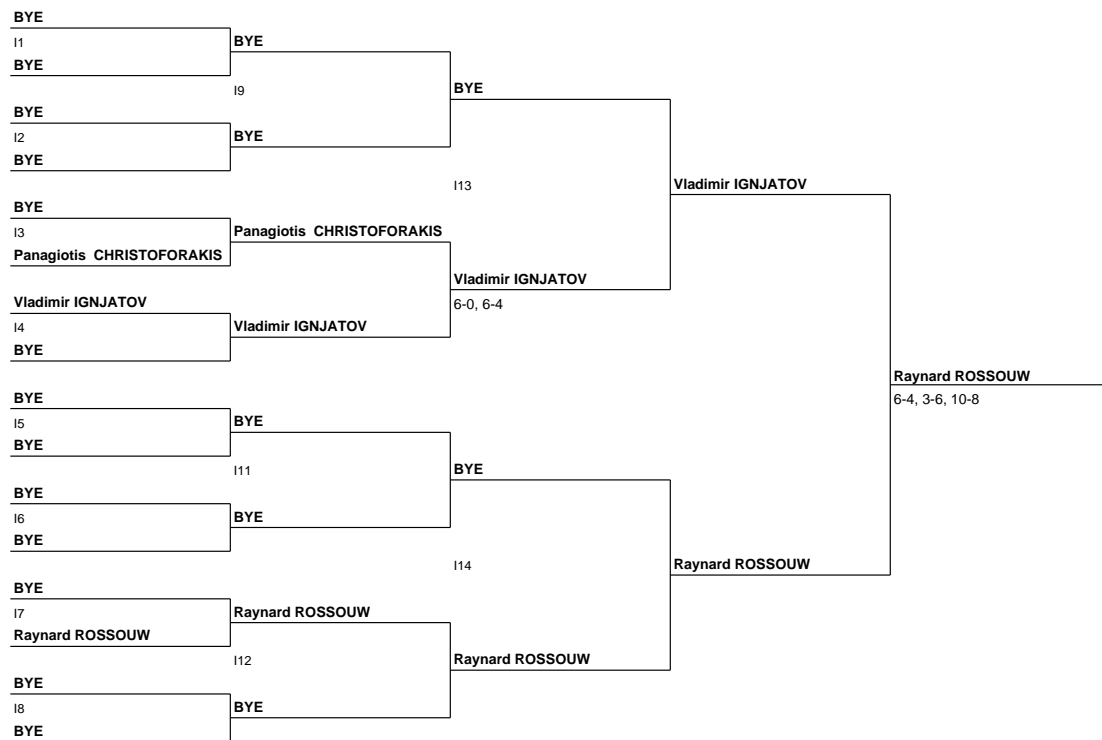 BYE
I1
BYE
BYE
I9
BYE
BYE
I2
BYE
BYE
I13
Vladimir IGNJATOV
BYE
I3
Panagiotis CHRISTOFORAKIS
Panagiotis CHRISTOFORAKIS
Vladimir IGNJATOV
6-0, 6-4
Vladimir IGNJATOV
I4
BYE
Vladimir IGNJATOV
Raynard ROSSOUW
6-4, 3-6, 10-8
BYE
I5
BYE
BYE
I11
BYE
BYE
I6
BYE
BYE
I14
Raynard ROSSOUW
BYE
I7
Raynard ROSSOUW
Raynard ROSSOUW
I12
Raynard ROSSOUW
BYE
I8
BYE
BYE